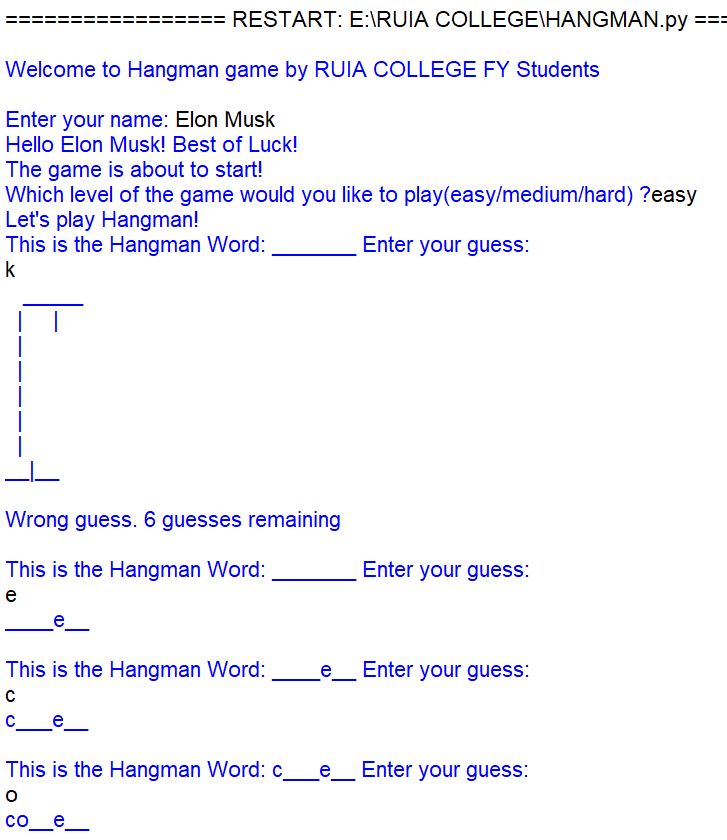 ================= RESTART: E:\RUIA COLLEGE\HANGMAN.py ===
Welcome to Hangman game by RUIA COLLEGE FY Students
Enter your name: Elon Musk
Hello Elon Musk! Best of Luck!
The game is about to start!
Which level of the game would you like to play(easy/medium/hard) ?easy
Let's play Hangman!
This is the Hangman Word: _______ Enter your guess:
k
   _____
  |     |
  |
  |
  |
  |
  |
__|__
Wrong guess. 6 guesses remaining
This is the Hangman Word: _______ Enter your guess:
e
____e__
This is the Hangman Word: ____e__ Enter your guess:
c
c___e__
This is the Hangman Word: c___e__ Enter your guess:
o
co__e__